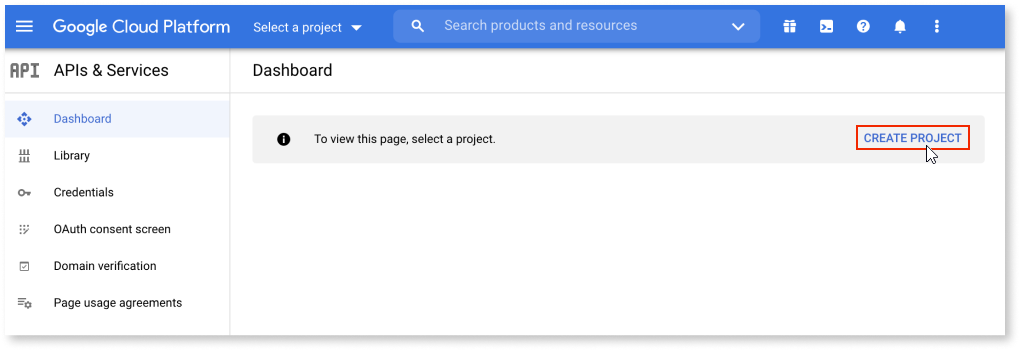 Google Cloud Platform Select a project Search products and resources
API APIs & Services Dashboard
Dashboard
To view this page, select a project. CREATE PROJECT
Library
Credentials
OAuth consent screen
Domain verification
Page usage agreements